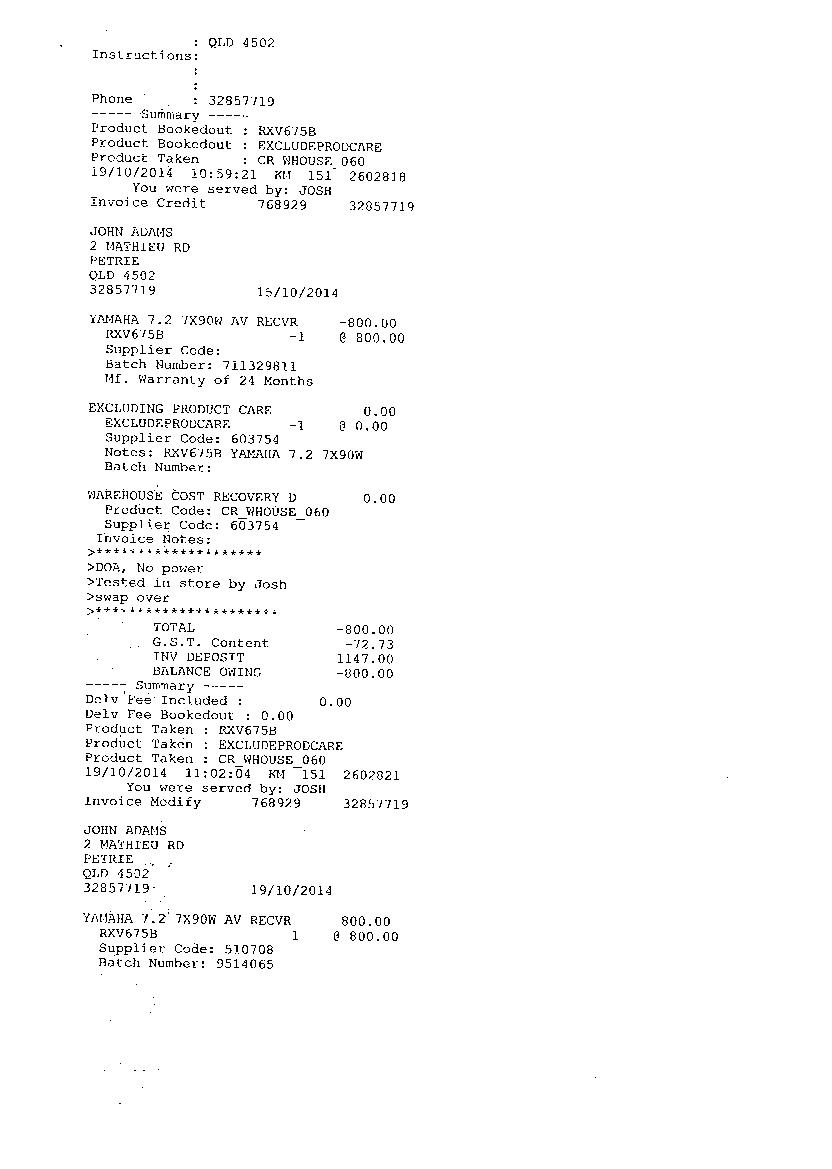 : QLD 4502
Instructions:
:
:
Phone : 32857719
----- Summary -----
Product Bookedout : RXV675B
Product Bookedout : EXCLUDEPRODCARE
Product Taken : CR_WHOUSE_060
19/10/2014 10:59:21 KM 151 2602818
You were served by: JOSH
Invoice Credit 768929 32857719
JOHN ADAMS
2 MATHIEU RD
PETRIE
QLD 4502
32857719 15/10/2014
YAMAHA 7.2 7X90W AV RECVR -800.00
RXV675B -1 @ 800.00
Supplier Code:
Batch Number: 711329811
Mf. Warranty of 24 Months
EXCLUDING PRODUCT CARE 0.00
EXCLUDEPRODCARE -1 @ 0.00
Supplier Code: 603754
Notes: RXV675B YAMAHA 7.2 7X90W
Batch Number:
WAREHOUSE COST RECOVERY D 0.00
Product Code: CR_WHOUSE_060
Supplier Code: 603754
Invoice Notes:
>********************
>DOA, No power
>Tested in store by Josh
>swap over
>**********************
TOTAL -800.00
G.S.T. Content -72.73
INV DEPOSIT 1147.00
BALANCE OWING -800.00
----- Summary -----
Delv Fee Included : 0.00
Delv Fee Bookedout : 0.00
Product Taken : RXV675B
Product Taken : EXCLUDEPRODCARE
Product Taken : CR_WHOUSE_060
19/10/2014 11:02:04 KM 151 2602821
You were served by: JOSH
Invoice Modify 768929 32857719
JOHN ADAMS
2 MATHIEU RD
PETRIE
QLD 4502
32857719 19/10/2014
YAMAHA 7.2 7X90W AV RECVR 800.00
RXV675B 1 @ 800.00
Supplier Code: 510708
Batch Number: 9514065